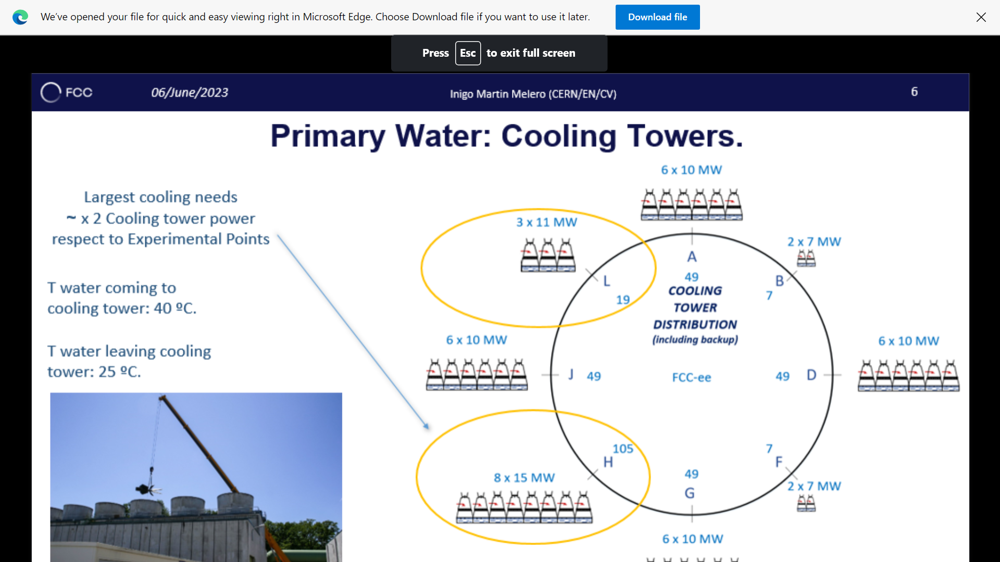 We've opened your file for quick and easy viewing right in Microsoft Edge. Choose Download file if you want to use it later.
Download file
Press Esc to exit full screen
FCC
06/June/2023
Inigo Martin Melero (CERN/EN/CV)
6
Primary Water: Cooling Towers.
Largest cooling needs
~ x 2 Cooling tower power
respect to Experimental Points
T water coming to
cooling tower: 40 ºC.
T water leaving cooling
tower: 25 ºC.
6 x 10 MW
3 x 11 MW
2 x 7 MW
A
49
L
19
B
7
COOLING
TOWER
DISTRIBUTION
(including backup)
6 x 10 MW
6 x 10 MW
J 49
FCC-ee
49 D
105
H
7
F
8 x 15 MW
49
G
2 x 7 MW
6 x 10 MW